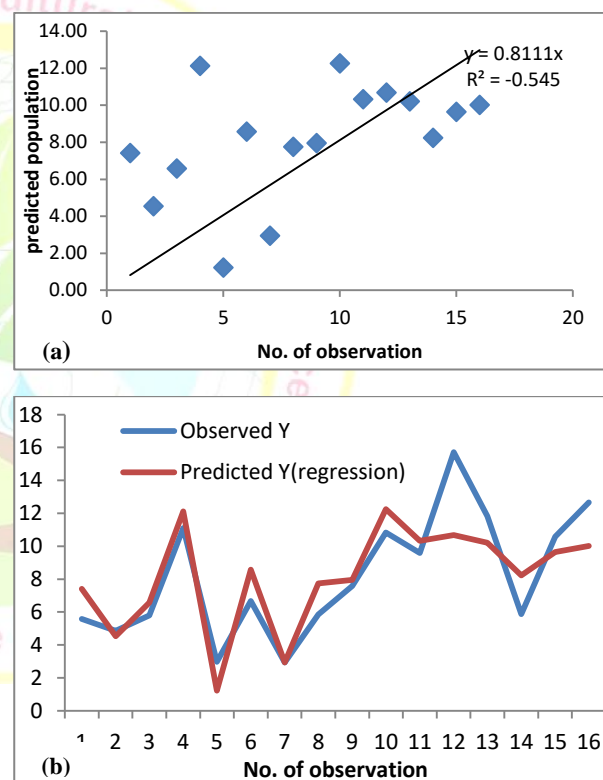 14.00
12.00
10.00
8.00
6.00
4.00
2.00
0.00
predicted population
y = 0.8111x
R² = -0.545
0 5 10 15 20
(a)
No. of observation
ce
18
16
14
12
10
8
6
4
2
0
Observed Y
Predicted Y(regression)
1 2 3 4 5 6 7 8 9 10 11 12 13 14 15 16
(b)
No. of observation